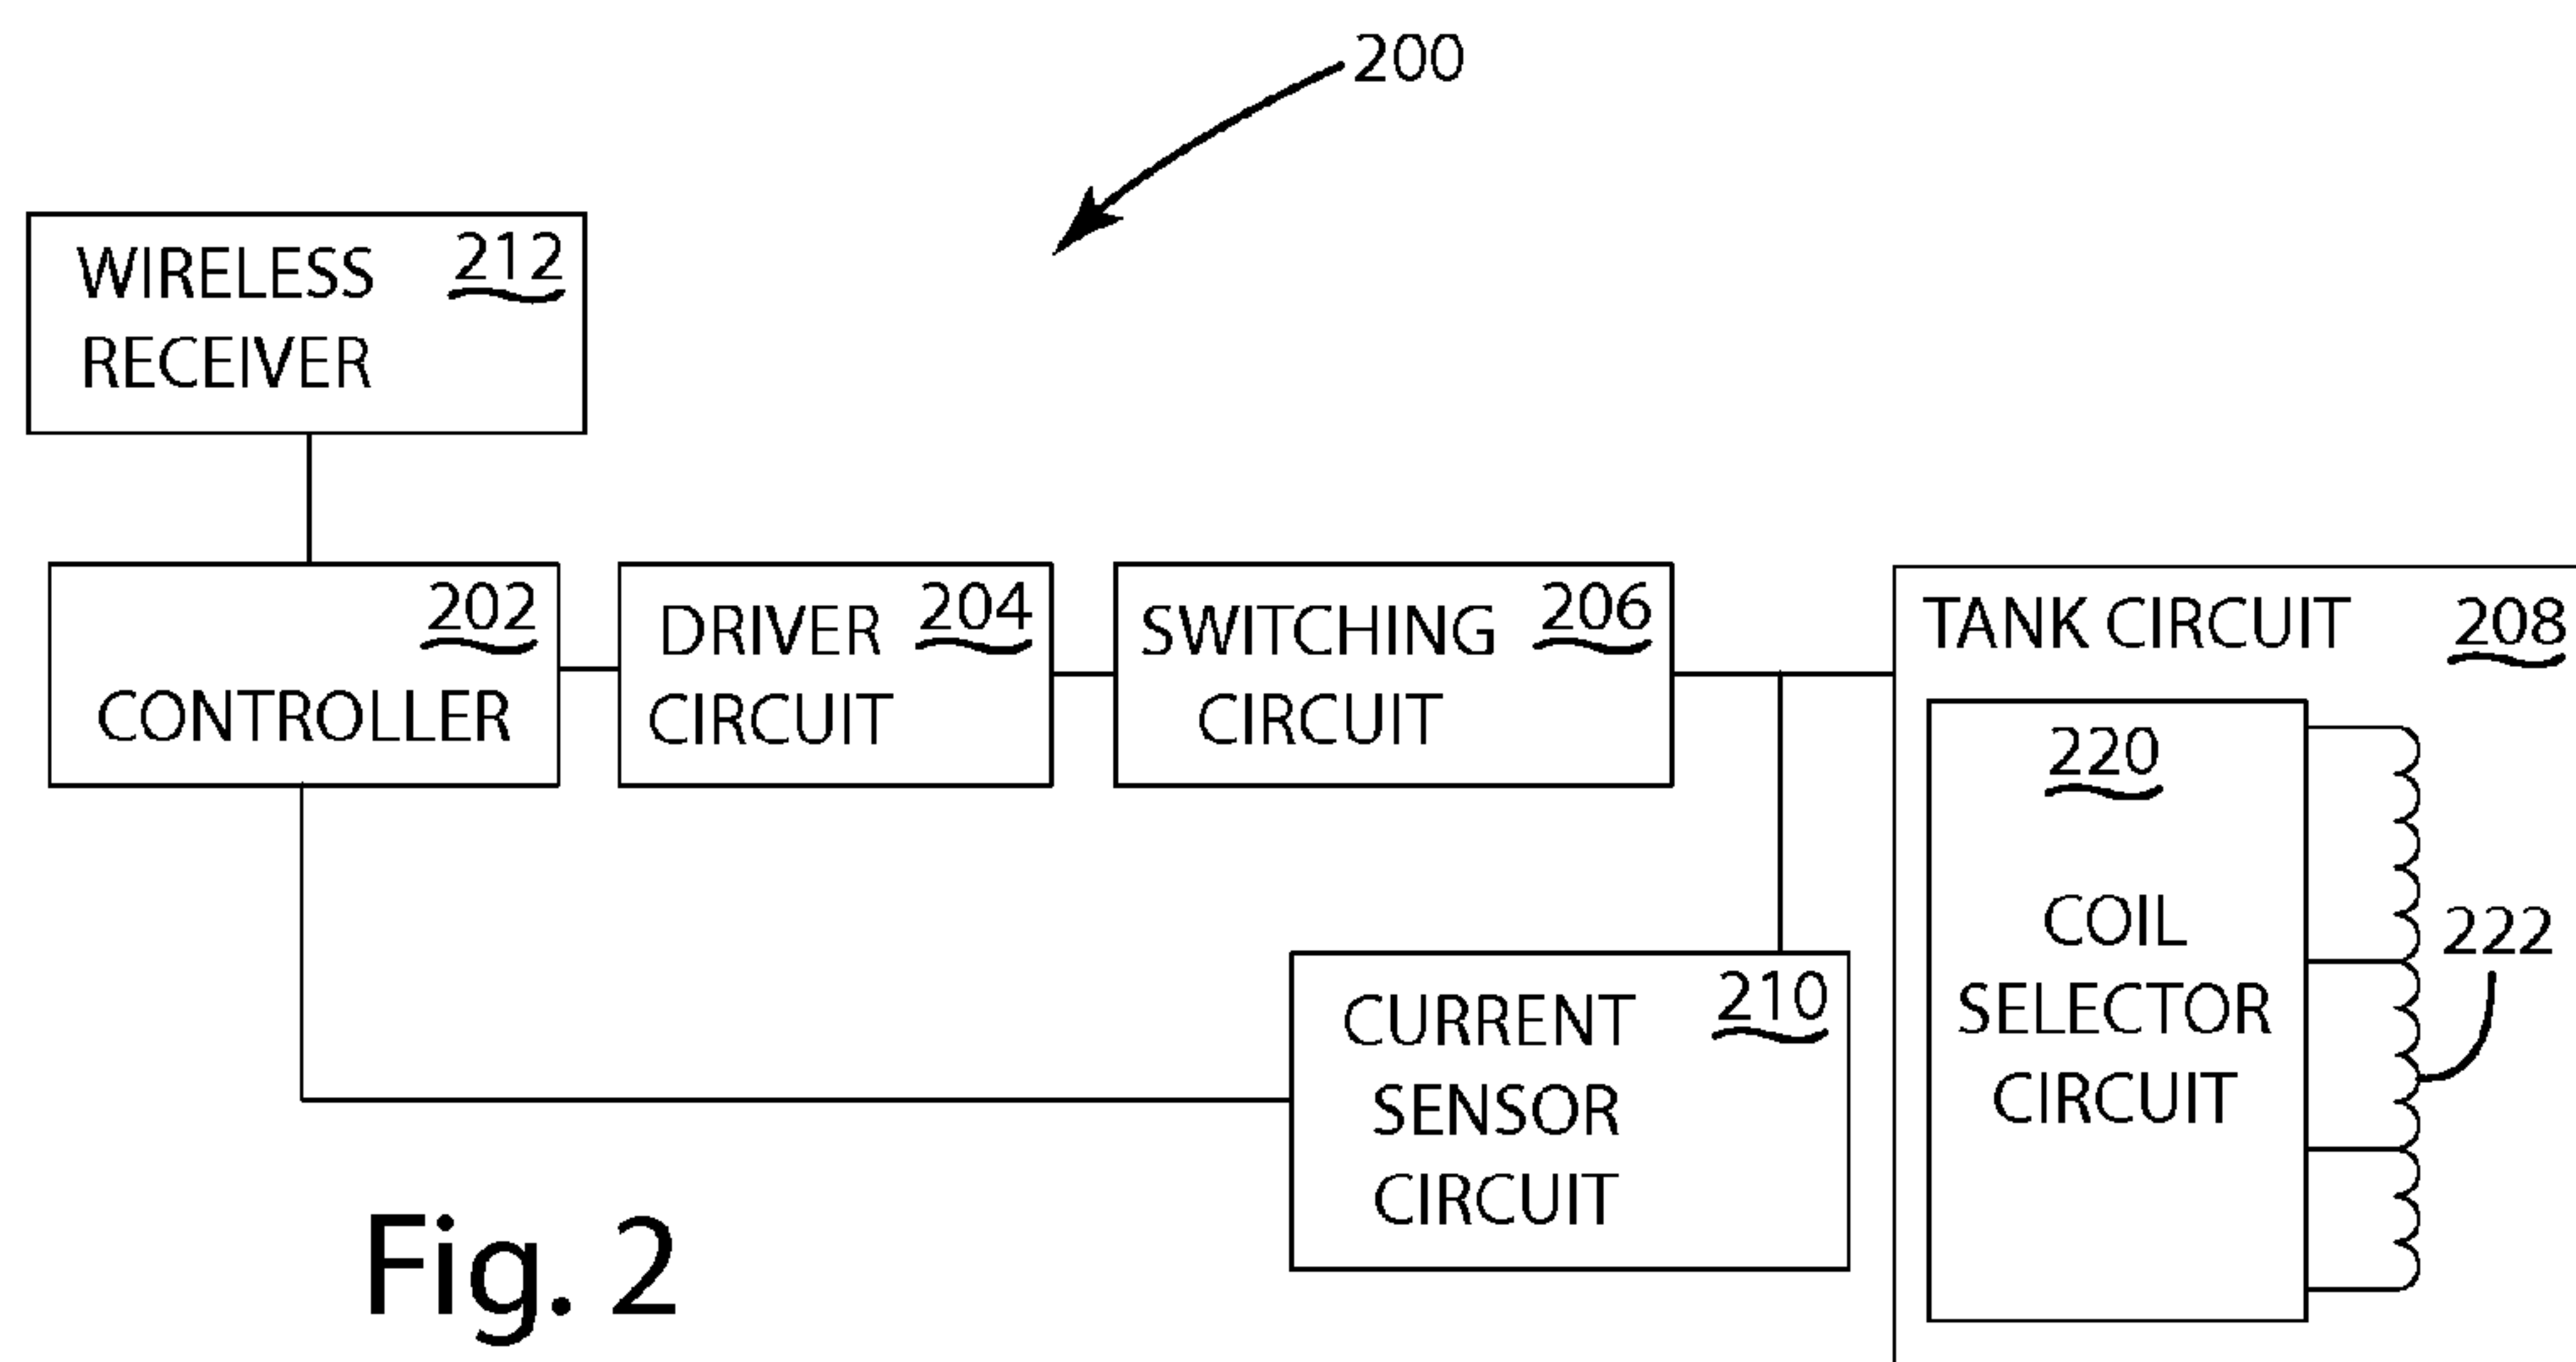 200
WIRELESS 212
RECEIVER
202
CONTROLLER
DRIVER 204
CIRCUIT
SWITCHING 206
CIRCUIT
TANK CIRCUIT 208
220
COIL
SELECTOR
CIRCUIT
222
CURRENT 210
SENSOR
CIRCUIT
Fig. 2